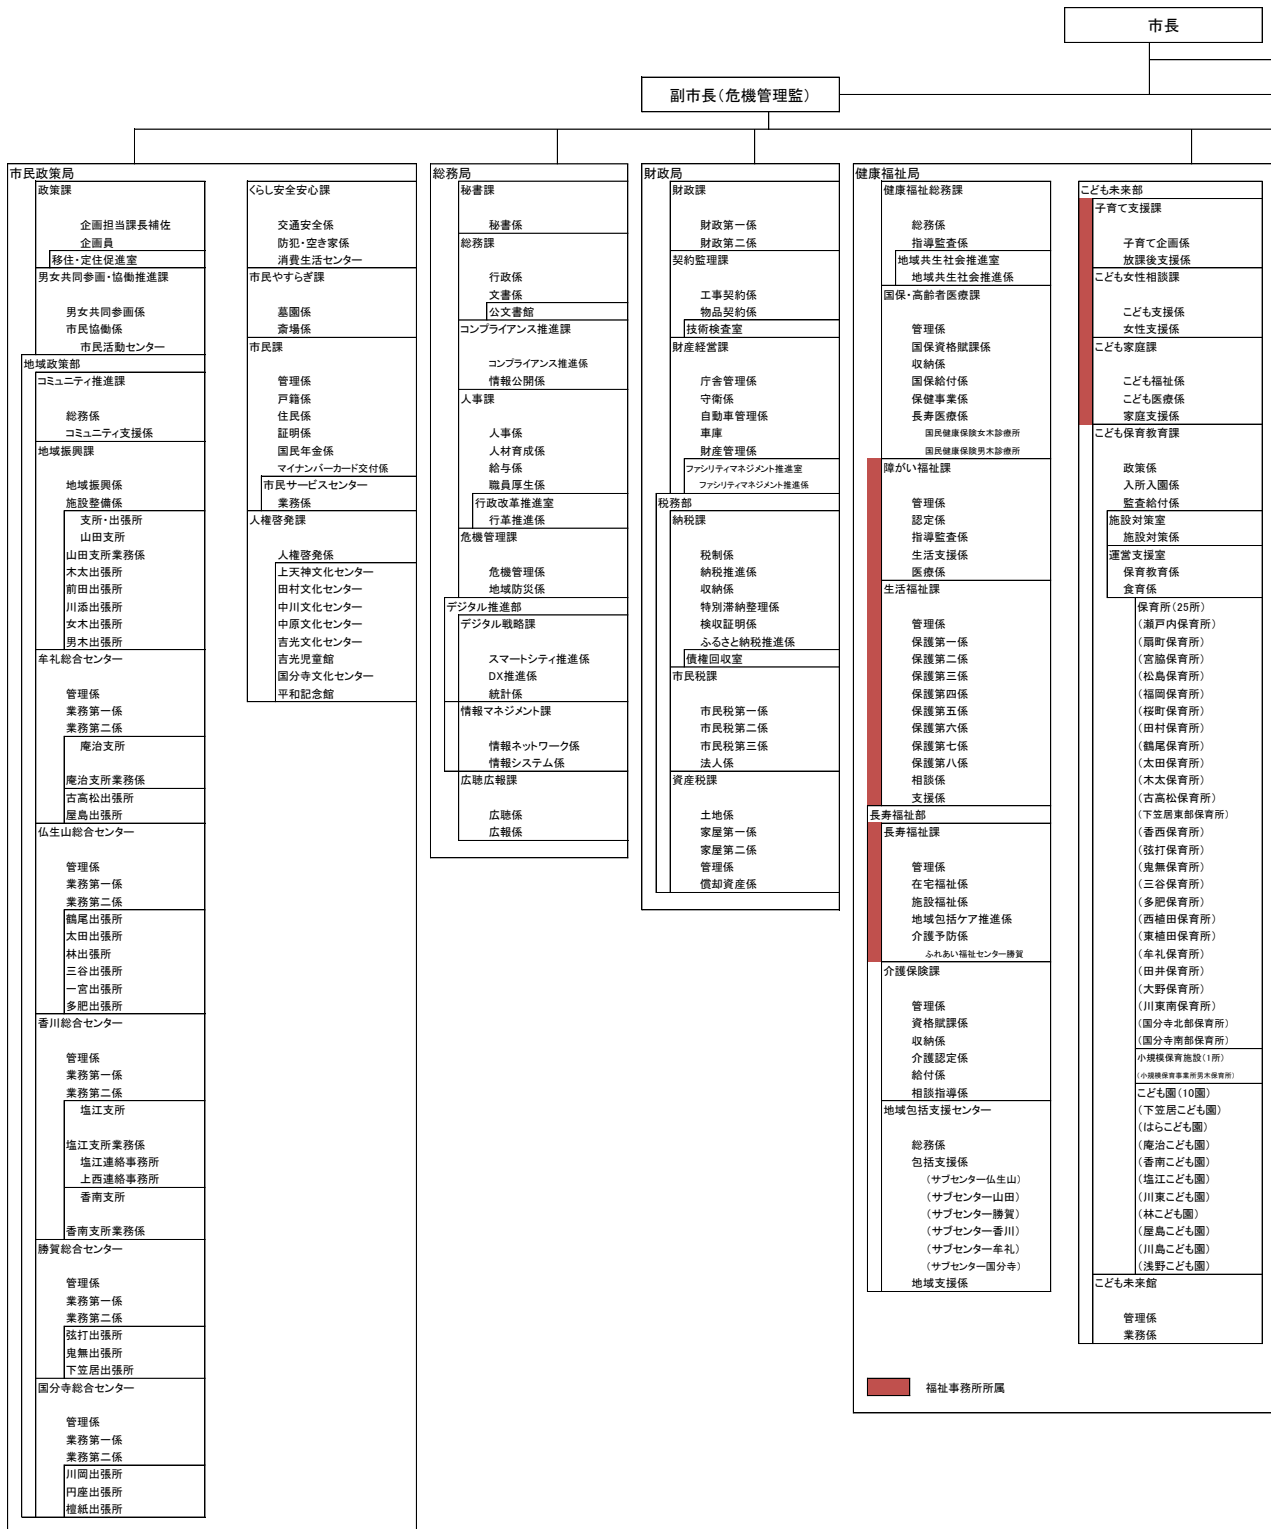 市長
副市長(危機管理監)
市民政策局
政策課
企画担当課長補佐
企画員
移住・定住促進室
男女共同参画・協働推進課
男女共同参画係
市民協働係
市民活動センター
地域政策部
コミュニティ推進課
総務係
コミュニティ支援係
地域振興課
地域振興係
施設整備係
支所・出張所
山田支所
山田支所業務係
木太出張所
前田出張所
川添出張所
女木出張所
男木出張所
牟礼総合センター
管理係
業務第一係
業務第二係
庵治支所
庵治支所業務係
古高松出張所
屋島出張所
仏生山総合センター
管理係
業務第一係
業務第二係
鶴尾出張所
太田出張所
林出張所
三谷出張所
一宮出張所
多肥出張所
香川総合センター
管理係
業務第一係
業務第二係
塩江支所
塩江支所業務係
塩江連絡事務所
上西連絡事務所
香南支所
香南支所業務係
勝賀総合センター
管理係
業務第一係
業務第二係
弦打出張所
鬼無出張所
下笠居出張所
国分寺総合センター
管理係
業務第一係
業務第二係
川岡出張所
円座出張所
檀紙出張所
くらし安全安心課
交通安全係
防犯・空き家係
消費生活センター
市民やすらぎ課
墓園係
斎場係
市民課
管理係
戸籍係
住民係
証明係
国民年金係
マイナンバーカード交付係
市民サービスセンター
業務係
人権啓発課
人権啓発係
上天神文化センター
田村文化センター
中川文化センター
中原文化センター
吉光文化センター
吉光児童館
国分寺文化センター
平和記念館
総務局
秘書課
秘書係
総務課
行政係
文書係
公文書館
コンプライアンス推進課
コンプライアンス推進係
情報公開係
人事課
人事係
人材育成係
給与係
職員厚生係
行政改革推進室
行革推進係
危機管理課
危機管理係
地域防災係
デジタル推進部
デジタル戦略課
スマートシティ推進係
DX推進係
統計係
情報マネジメント課
情報ネットワーク係
情報システム係
広聴広報課
広聴係
広報係
財政局
財政課
財政第一係
財政第二係
契約監理課
工事契約係
物品契約係
技術検査室
財産経営課
庁舎管理係
守衛係
自動車管理係
車庫
財産管理係
ファシリティマネジメント推進室
ファシリティマネジメント推進係
税務部
納税課
税制係
納税推進係
収納係
特別滞納整理係
検収証明係
ふるさと納税推進係
債権回収室
市民税課
市民税第一係
市民税第二係
市民税第三係
法人係
資産税課
土地係
家屋第一係
家屋第二係
管理係
償却資産係
健康福祉局
健康福祉総務課
総務係
指導監査係
地域共生社会推進室
地域共生社会推進係
国保・高齢者医療課
管理係
国保資格賦課係
収納係
国保給付係
保健事業係
長寿医療係
国民健康保険女木診療所
国民健康保険男木診療所
障がい福祉課
管理係
認定係
指導監査係
生活支援係
医療係
生活福祉課
管理係
保護第一係
保護第二係
保護第三係
保護第四係
保護第五係
保護第六係
保護第七係
保護第八係
相談係
支援係
長寿福祉部
長寿福祉課
管理係
在宅福祉係
施設福祉係
地域包括ケア推進係
介護予防係
ふれあい福祉センター勝賀
介護保険課
管理係
資格賦課係
収納係
介護認定係
給付係
相談指導係
地域包括支援センター
総務係
包括支援係
(サブセンター仏生山)
(サブセンター山田)
(サブセンター勝賀)
(サブセンター香川)
(サブセンター牟礼)
(サブセンター国分寺)
地域支援係
こども未来部
子育て支援課
子育て企画係
放課後支援係
こども女性相談課
こども支援係
女性支援係
こども家庭課
こども福祉係
こども医療係
家庭支援係
こども保育教育課
政策係
入所入園係
監査給付係
施設対策室
施設対策係
運営支援室
保育教育係
食育係
保育所(25所)
(瀬戸内保育所)
(扇町保育所)
(宮脇保育所)
(松島保育所)
(福岡保育所)
(桜町保育所)
(田村保育所)
(鶴尾保育所)
(太田保育所)
(木太保育所)
(古高松保育所)
(下笠居東部保育所)
(香西保育所)
(弦打保育所)
(鬼無保育所)
(三谷保育所)
(多肥保育所)
(西植田保育所)
(東植田保育所)
(牟礼保育所)
(田井保育所)
(大野保育所)
(川東南保育所)
(国分寺北部保育所)
(国分寺南部保育所)
小規模保育施設(1所)
(小規模保育事業所男木保育所)
こども園(10園)
(下笠居こども園)
(はらこども園)
(庵治こども園)
(香南こども園)
(塩江こども園)
(川東こども園)
(林こども園)
(屋島こども園)
(川島こども園)
(浅野こども園)
こども未来館
管理係
業務係
福祉事務所所属